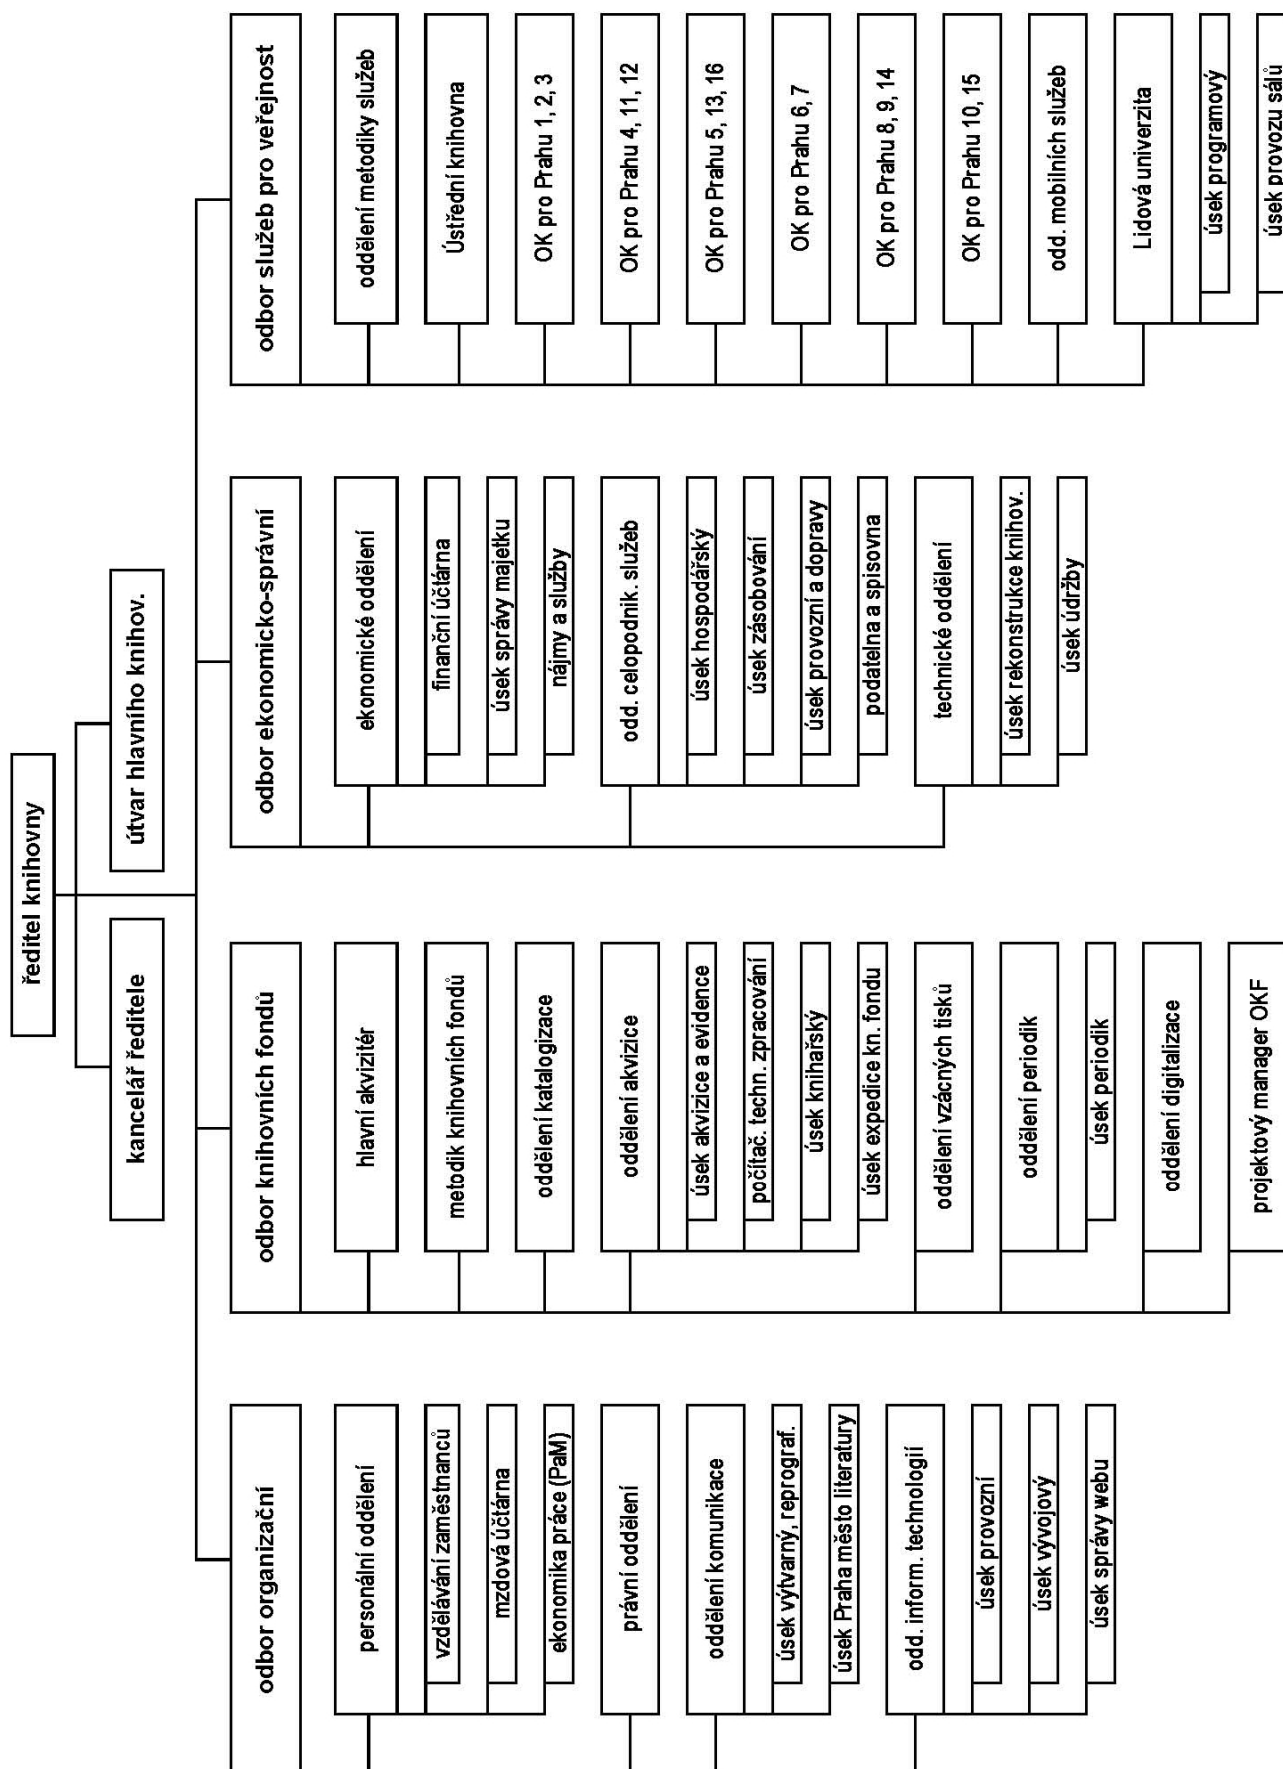 ředitel knihovny
kancelář ředitele
útvar hlavního knihov.
odbor organizační
personální oddělení
vzdělávání zaměstnanců
mzdová účtárna
ekonomika práce (PaM)
právní oddělení
oddělení komunikace
úsek výtvarný, reprograf.
úsek Praha město literatury
odd. inform. technologií
úsek provozní
úsek vývojový
úsek správy webu
odbor knihovních fondů
hlavní akvizitér
metodik knihovních fondů
oddělení katalogizace
oddělení akvizice
úsek akvizice a evidence
počítač. techn. zpracování
úsek knihařský
úsek expedice kn. fondu
oddělení vzácných tisků
oddělení periodik
úsek periodik
oddělení digitalizace
projektový manager OKF
odbor ekonomicko-správní
ekonomické oddělení
finanční účtárna
úsek správy majetku
nájmy a služby
odd. celopodnik. služeb
úsek hospodářský
úsek zásobování
úsek provozní a dopravy
podatelna a spisovna
technické oddělení
úsek rekonstrukce knihov.
úsek údržby
odbor služeb pro veřejnost
oddělení metodiky služeb
Ústřední knihovna
OK pro Prahu 1, 2, 3
OK pro Prahu 4, 11, 12
OK pro Prahu 5, 13, 16
OK pro Prahu 6, 7
OK pro Prahu 8, 9, 14
OK pro Prahu 10, 15
odd. mobilních služeb
Lidová univerzita
úsek programový
úsek provozu sálů